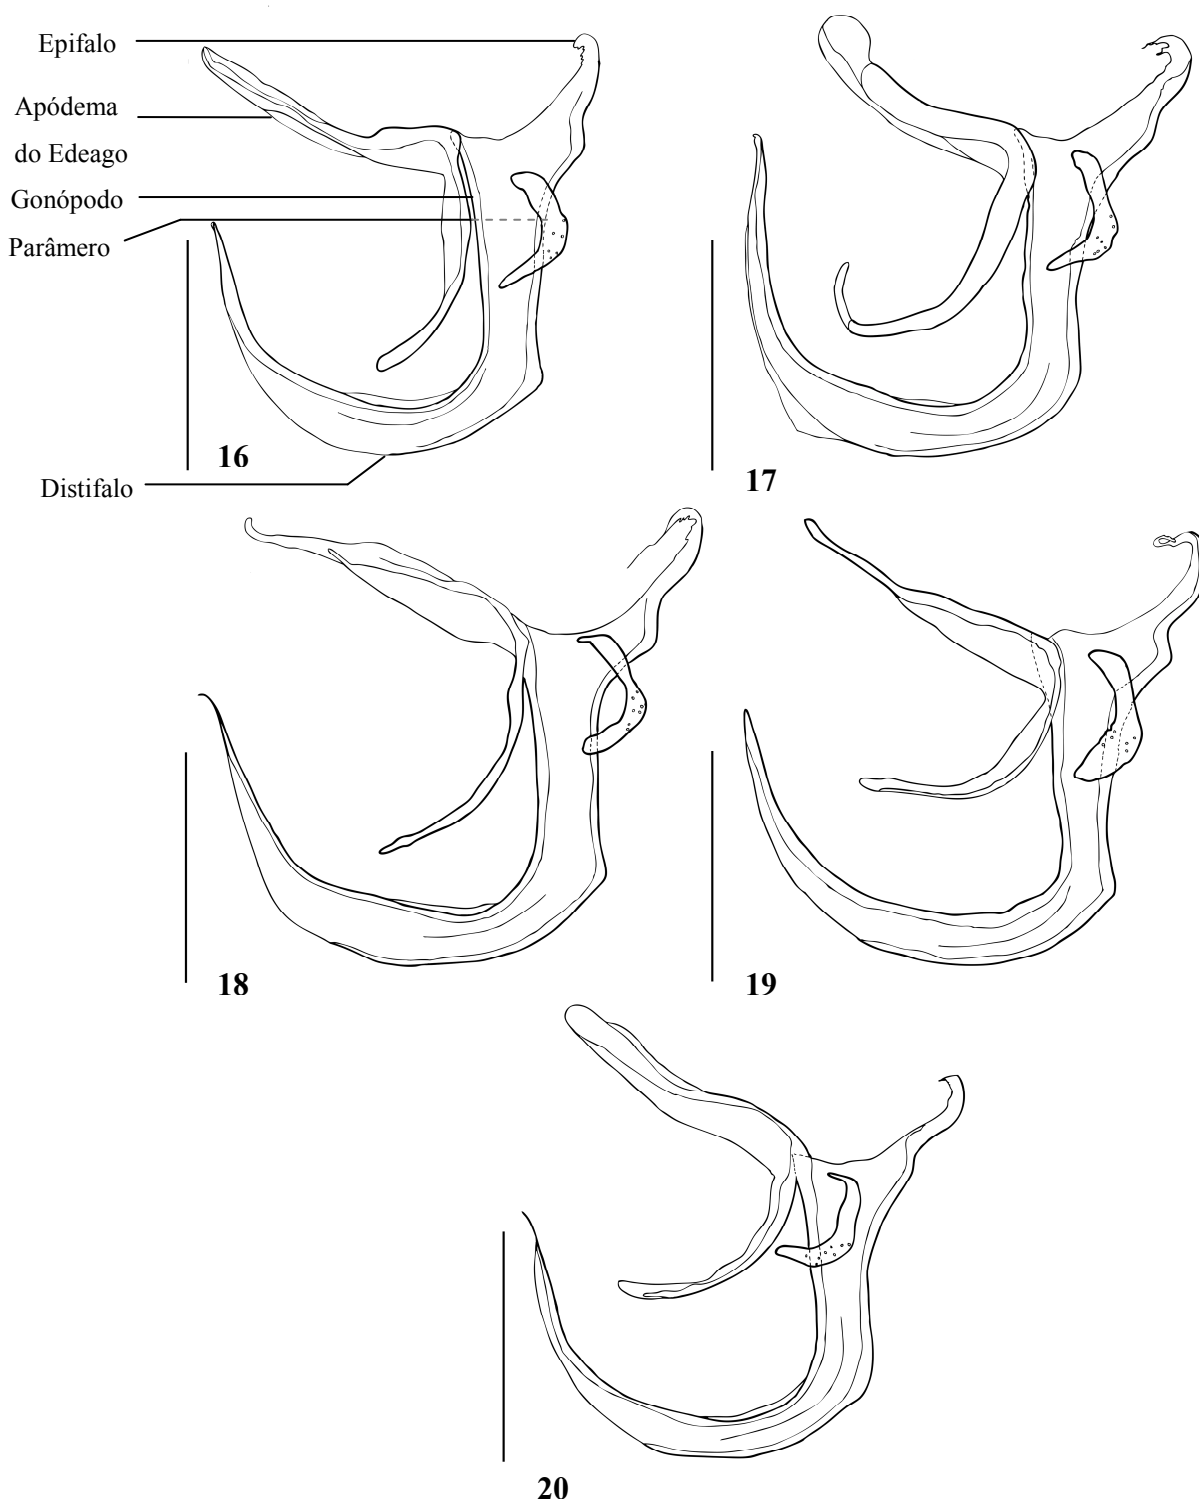 Epifalo
Apódema
do Edeago
Gonópodo
Parâmero
16
17
Distifalo
18
19
20